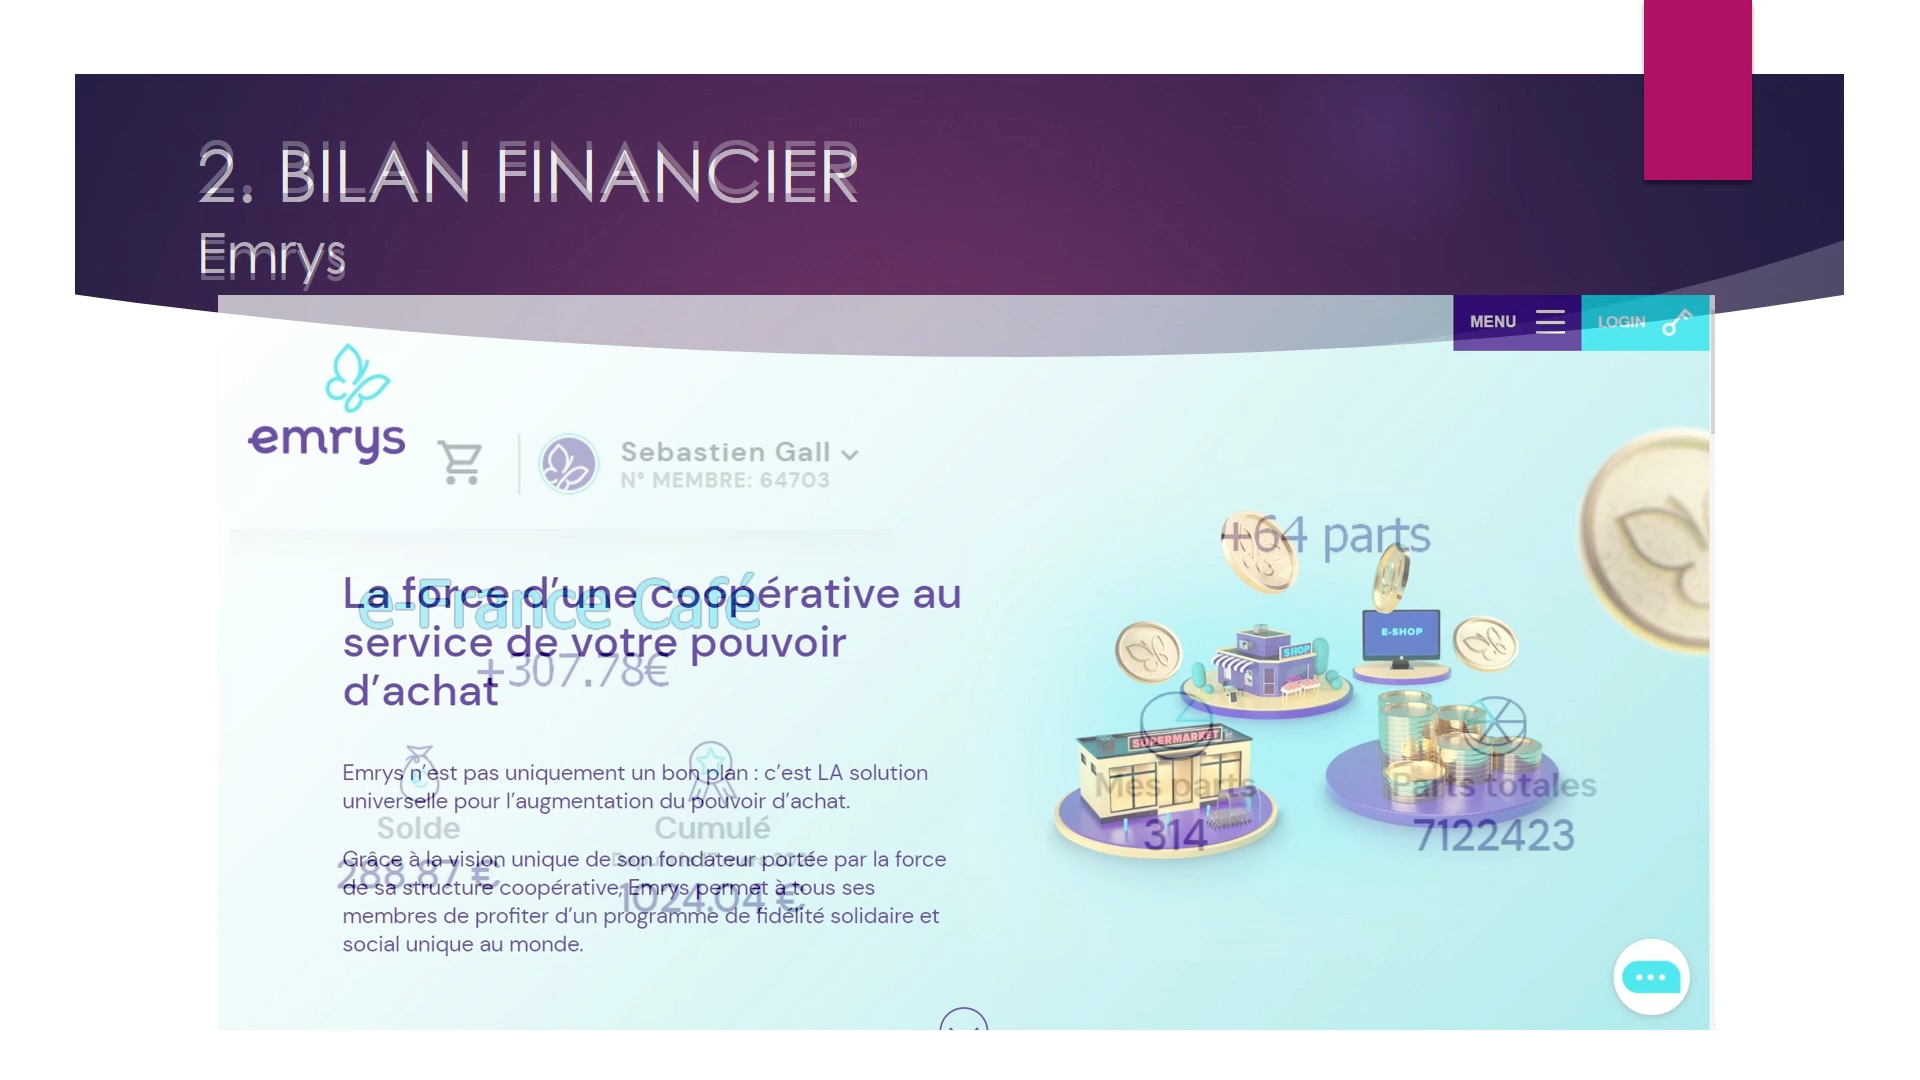 2. BILAN FINANCIER
Emrys
MENU
LOGIN
emrys
Sebastien Gall
N° MEMBRE: 64703
+64 parts
La force d’une coopérative au
service de votre pouvoir
d’achat
e-France Café
+307.78€
E-SHOP
SHOP
SUPERMARKET
Emrys n’est pas uniquement un bon plan : c’est LA solution
universelle pour l’augmentation du pouvoir d’achat.
Solde
288.87 €
Cumulé
1024.04 €
Mes parts
314
Parts totales
7122423
Grâce à la vision unique de son fondateur portée par la force
de sa structure coopérative, Emrys permet à tous ses
membres de profiter d’un programme de fidélité solidaire et
social unique au monde.